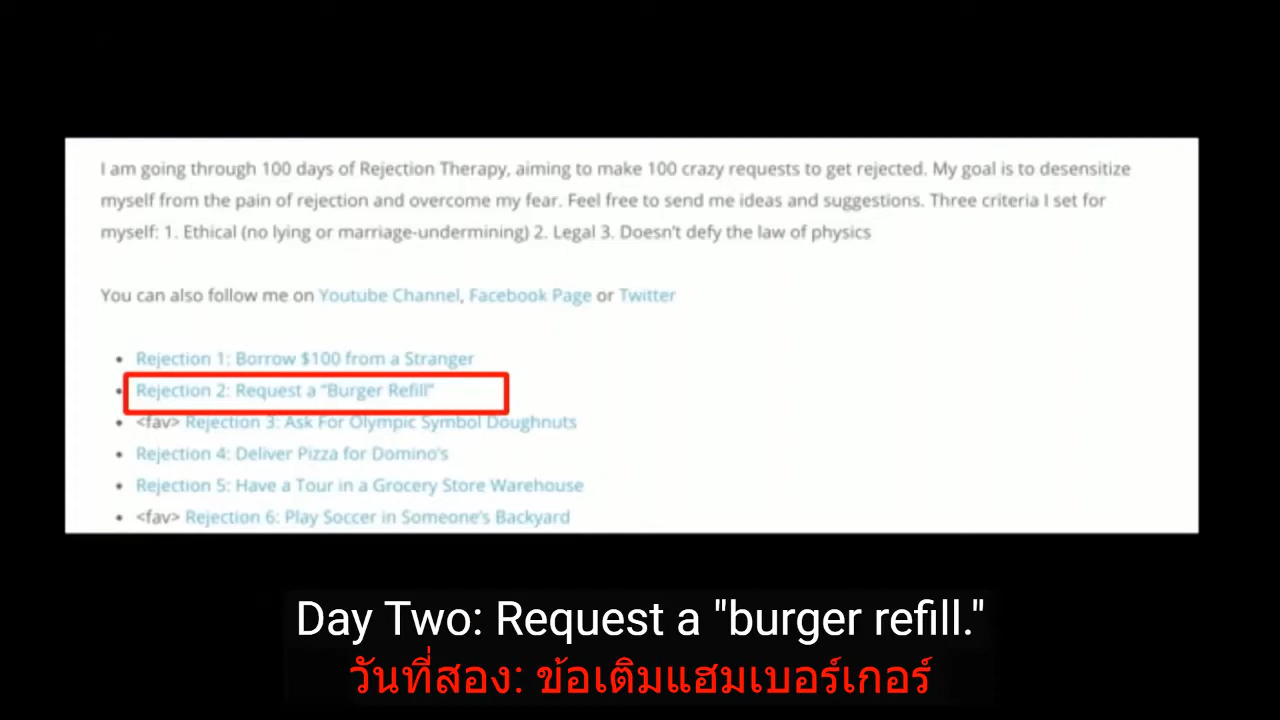 I am going through 100 days of Rejection Therapy, aiming to make 100 crazy requests to get rejected. My goal is to desensitize
myself from the pain of rejection and overcome my fear. Feel free to send me ideas and suggestions. Three criteria I set for
myself: 1. Ethical (no lying or marriage-undermining) 2. Legal 3. Doesn't defy the law of physics
You can also follow me on Youtube Channel, Facebook Page or Twitter
• Rejection 1: Borrow $100 from a Stranger
• Rejection 2: Request a "Burger Refill"
• <fav> Rejection 3: Ask For Olympic Symbol Doughnuts
• Rejection 4: Deliver Pizza for Domino's
• Rejection 5: Have a Tour in a Grocery Store Warehouse
• <fav> Rejection 6: Play Soccer in Someone's Backyard
Day Two: Request a "burger refill."
วันที่สอง: ข้อเติมแฮมเบอร์เกอร์